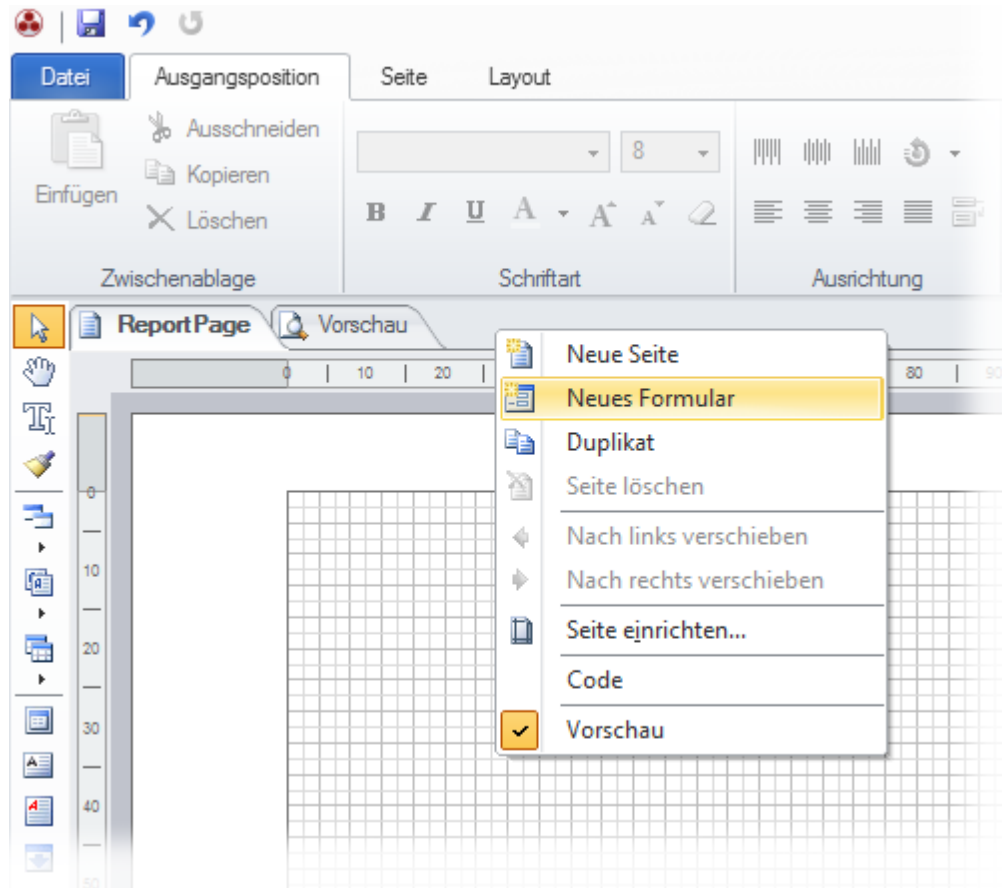 Datei Ausgangsposition Seite Layout
Ausschneiden
Kopieren
Einfügen
Löschen
8
B I U A A A
Zwischenablage Schriftart Ausrichtung
ReportPage Vorschau
0 10 20 80 90
Neue Seite
Neues Formular
Duplikat
Seite löschen
Nach links verschieben
Nach rechts verschieben
Seite einrichten...
Code
Vorschau
0
10
20
30
40
50